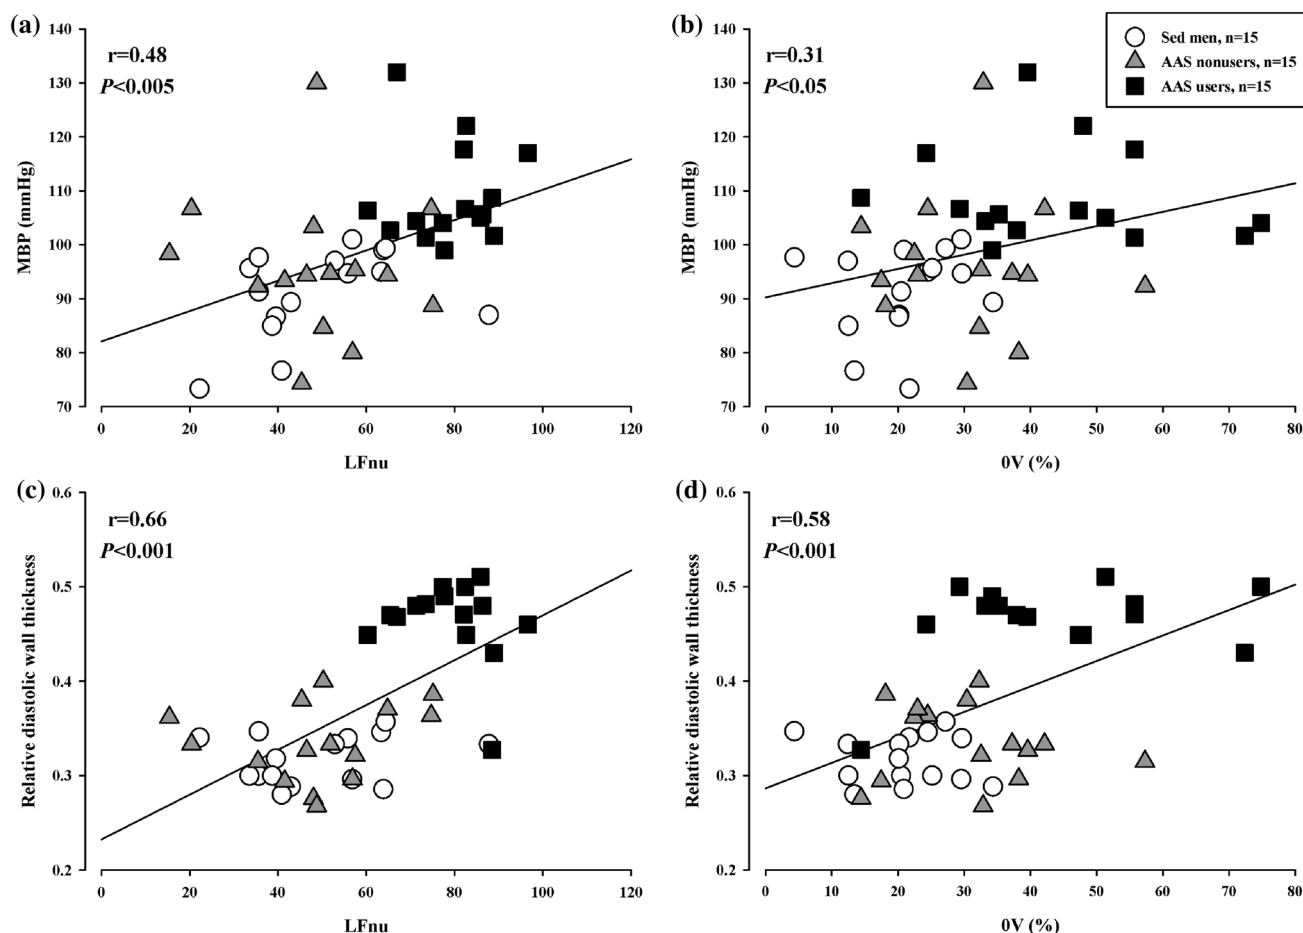 (a)
r=0.48
P<0.005
MBP (mmHg)
140
130
120
110
100
90
80
70
0 20 40 60 80 100 120
LFnu
(b)
r=0.31
P<0.05
Sed men, n=15
AAS nonusers, n=15
AAS users, n=15
MBP (mmHg)
140
130
120
110
100
90
80
70
0 10 20 30 40 50 60 70 80
0V (%)
(c)
r=0.66
P<0.001
Relative diastolic wall thickness
0.6
0.5
0.4
0.3
0.2
0 20 40 60 80 100 120
LFnu
(d)
r=0.58
P<0.001
Relative diastolic wall thickness
0.6
0.5
0.4
0.3
0.2
0 10 20 30 40 50 60 70 80
0V (%)